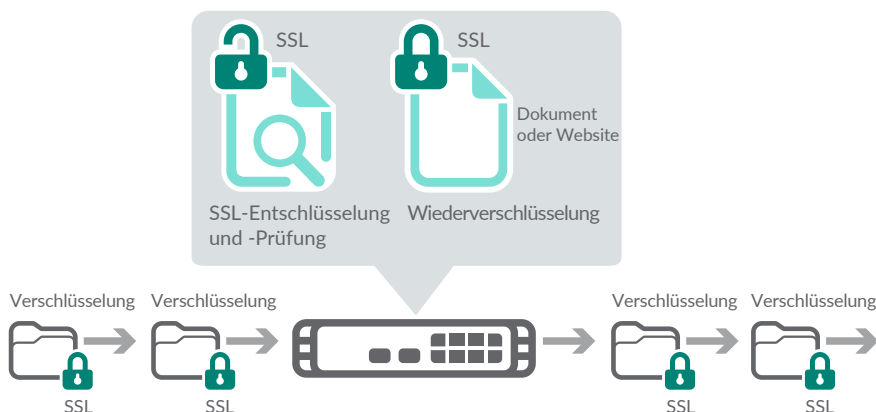 SSL
SSL
Dokument
oder Website
SSL-Entschlüsselung
und -Prüfung
Wiederverschlüsselung
Verschlüsselung
Verschlüsselung
Verschlüsselung
Verschlüsselung
SSL
SSL
SSL
SSL